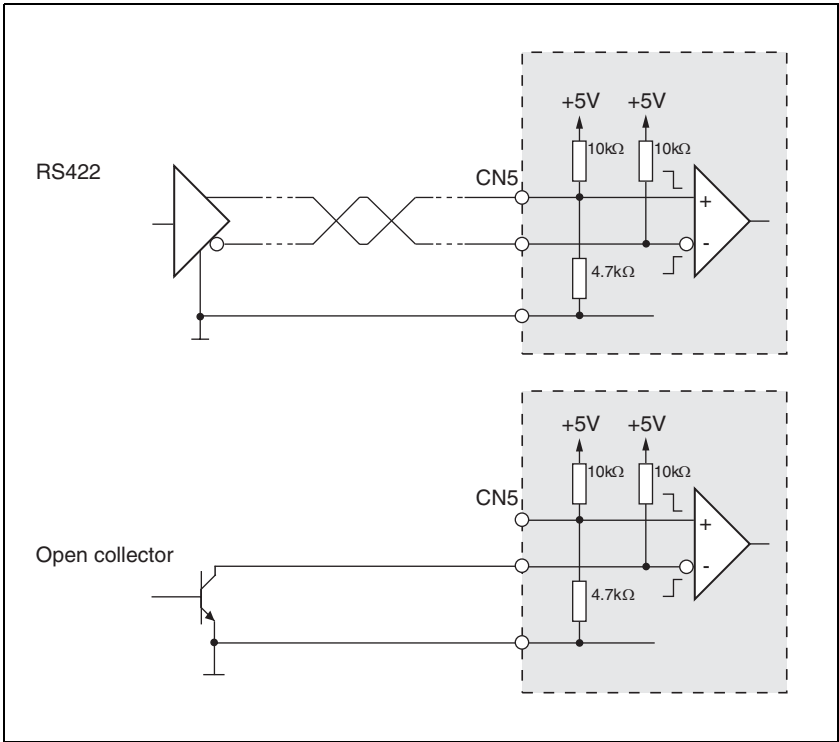 +5V +5V
10kΩ 10kΩ
RS422
CN5
+
-
4.7kΩ
+5V +5V
10kΩ 10kΩ
CN5
+
Open collector
-
4.7kΩ